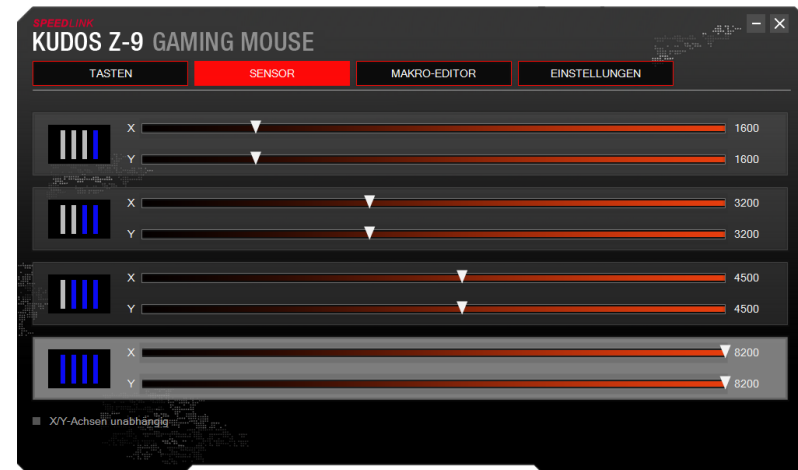 SPEEDLINK
KUDOS Z-9 GAMING MOUSE
TASTEN SENSOR MAKRO-EDITOR EINSTELLUNGEN
X 1600
Y 1600
X 3200
Y 3200
X 4500
Y 4500
X 8200
Y 8200
X/Y-Achsen unabhängig